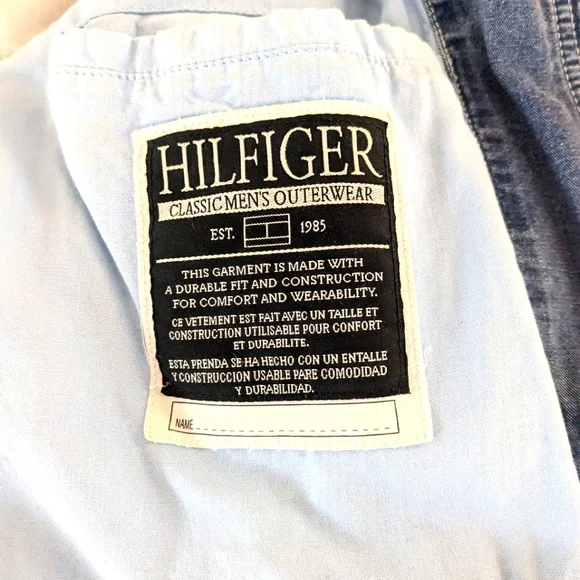 HILFIGER
CLASSIC MEN'S OUTERWEAR
EST. 1985
THIS GARMENT IS MADE WITH
A DURABLE FIT AND CONSTRUCTION
FOR COMFORT AND WEARABILITY.
CE VETEMENT EST FAIT AVEC UN TAILLE ET
CONSTRUCTION UTILISABLE POUR CONFORT
ET DURABILITE.
ESTA PRENDA SE HA HECHO CON UN ENTALLE
Y CONSTRUCCION USABLE PARE COMODIDAD
Y DURABILIDAD.
NAME